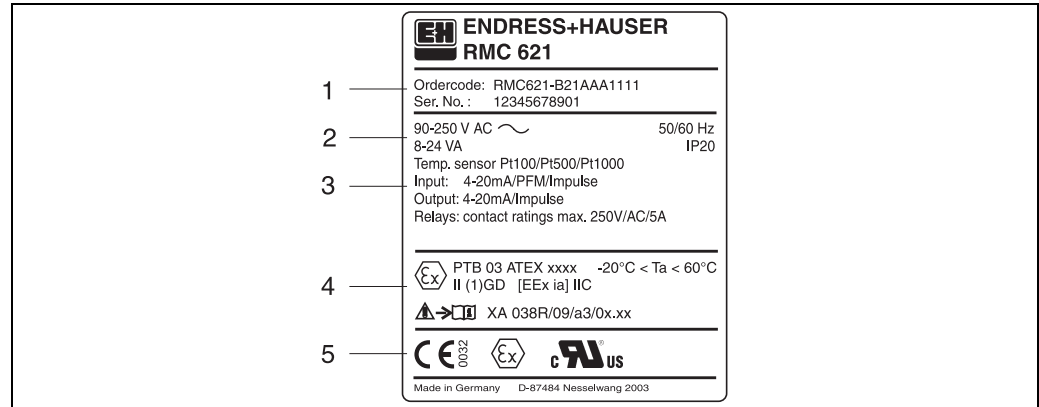 E+H ENDRESS+HAUSER
RMC 621
1 Ordercode: RMC621-B21AAA1111
Ser. No. : 12345678901
2 90-250 V AC 50/60 Hz
8-24 VA IP20
Temp. sensor Pt100/Pt500/Pt1000
3 Input: 4-20mA/PFM/Impulse
Output: 4-20mA/Impulse
Relays: contact ratings max. 250V/AC/5A
4 Ex PTB 03 ATEX xxxx -20°C < Ta < 60°C
II (1)GD [EEx ia] IIC
XA 038R/09/a3/0x.xx
5 CE 0032 Ex c RU ® US
Made in Germany D-87484 Nesselwang 2003